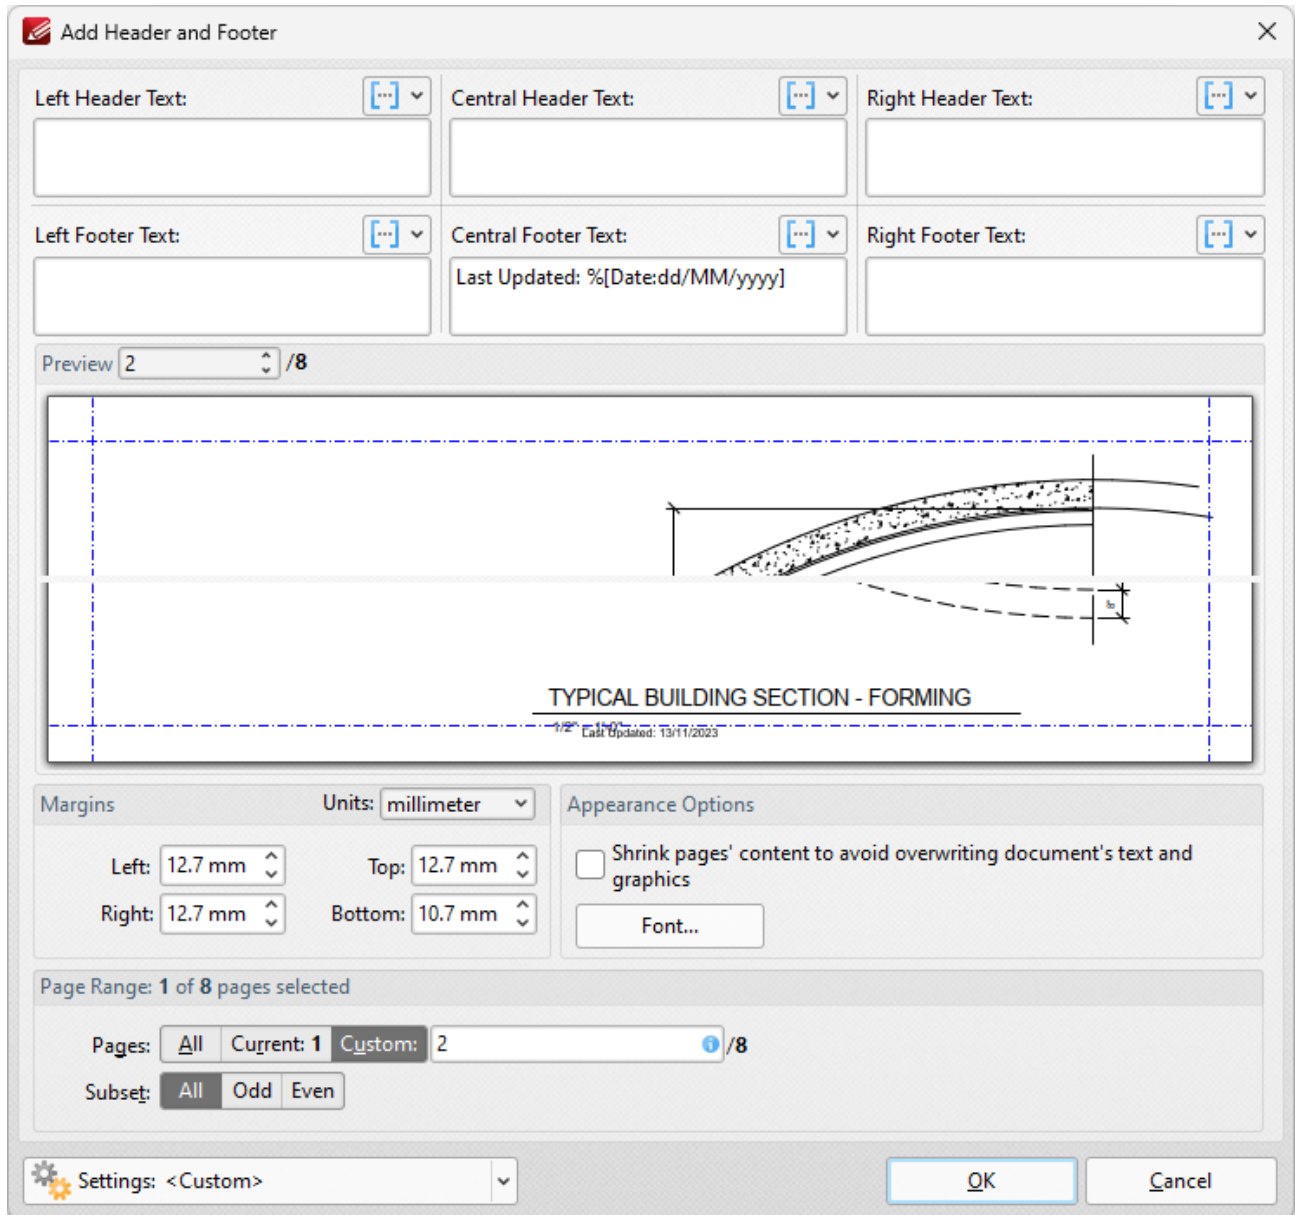 Add Header and Footer
Left Header Text:
Central Header Text:
Right Header Text:
Left Footer Text:
Central Footer Text:
Right Footer Text:
Last Updated: %[Date:dd/MM/yyyy]
Preview 2 /8
TYPICAL BUILDING SECTION - FORMING
1/2"
Last Updated: 13/11/2023
Margins
Units: millimeter
Appearance Options
Left: 12.7 mm
Top: 12.7 mm
Right: 12.7 mm
Bottom: 10.7 mm
Shrink pages' content to avoid overwriting document's text and
graphics
Font...
Page Range: 1 of 8 pages selected
Pages: All Current: 1 Custom: 2 /8
Subset: All Odd Even
Settings: <Custom>
OK
Cancel